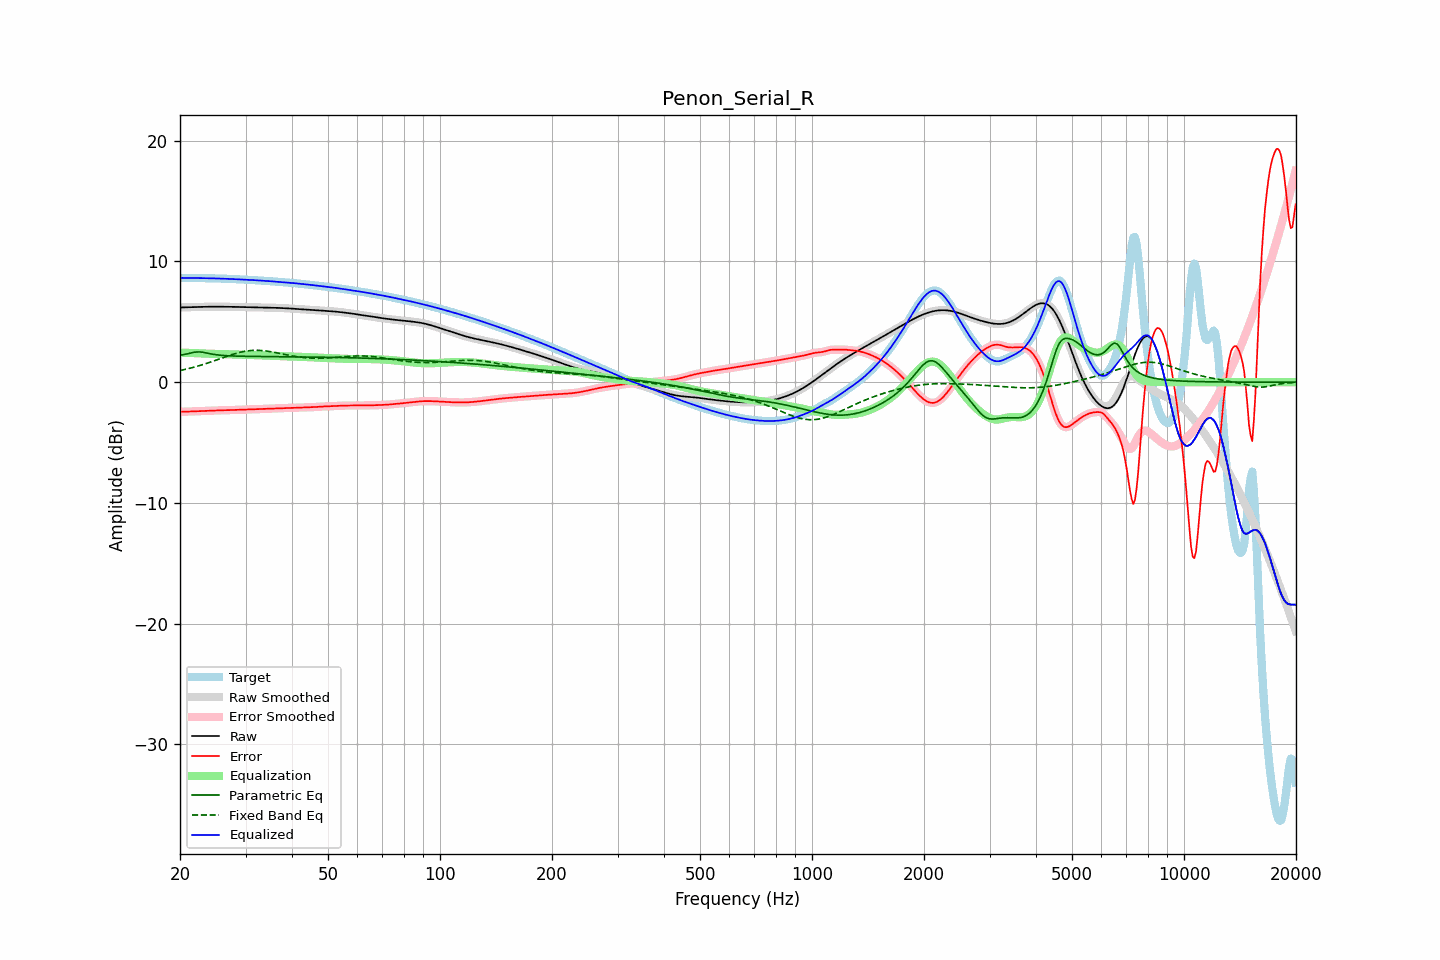 Penon_Serial_R
20
10
0
−10
−20
−30
Amplitude (dBr)
Target
Raw Smoothed
Error Smoothed
Raw
Error
Equalization
Parametric Eq
Fixed Band Eq
Equalized
20 50 100 200 500 1000 2000 5000 10000 20000
Frequency (Hz)